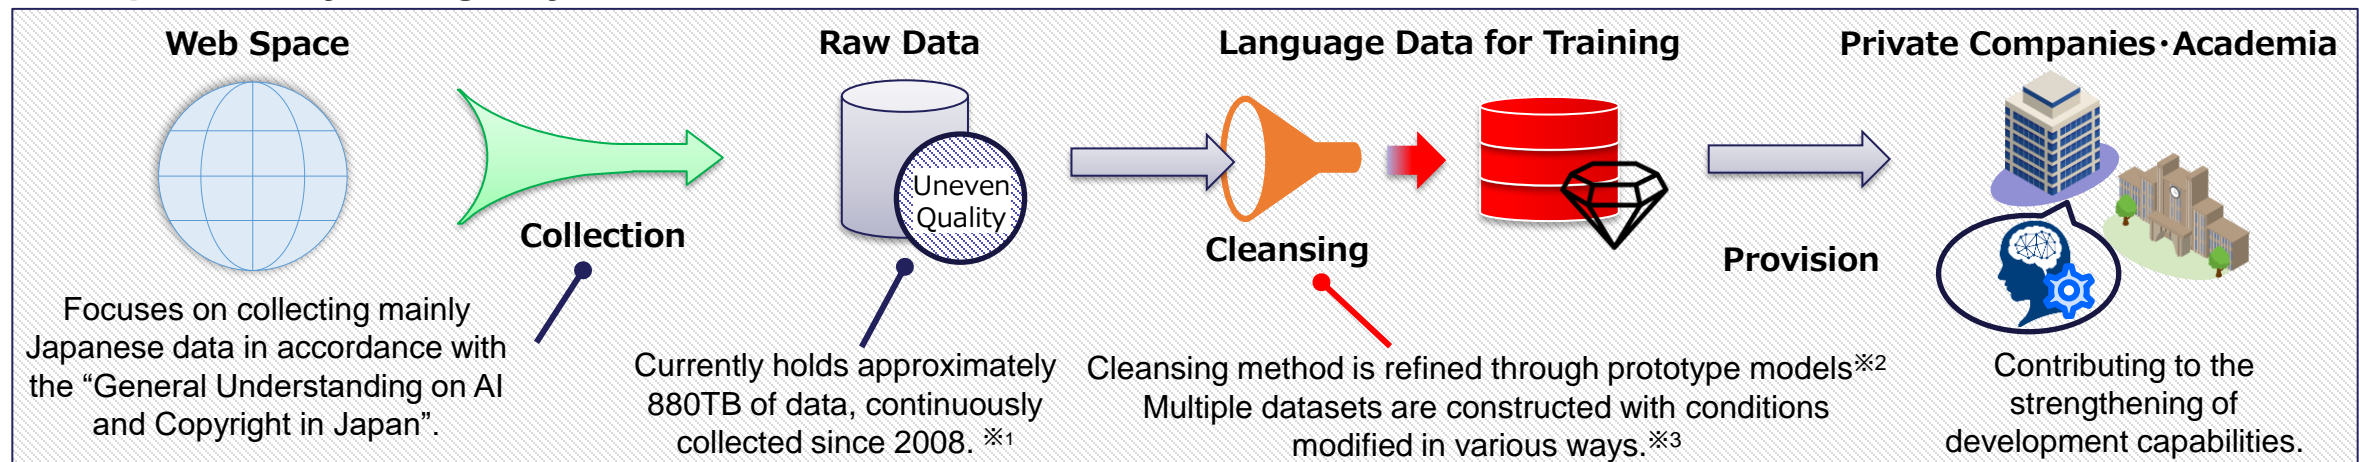 Web Space
Raw Data
Language Data for Training
Private Companies･Academia
Uneven
Quality
Collection
Cleansing
Provision
Focuses on collecting mainly
Japanese data in accordance with
the “General Understanding on AI
and Copyright in Japan”.
Currently holds approximately
880TB of data, continuously
collected since 2008. ※1
Cleansing method is refined through prototype models※2
Multiple datasets are constructed with conditions
modified in various ways.※3
Contributing to the
strengthening of
development capabilities.